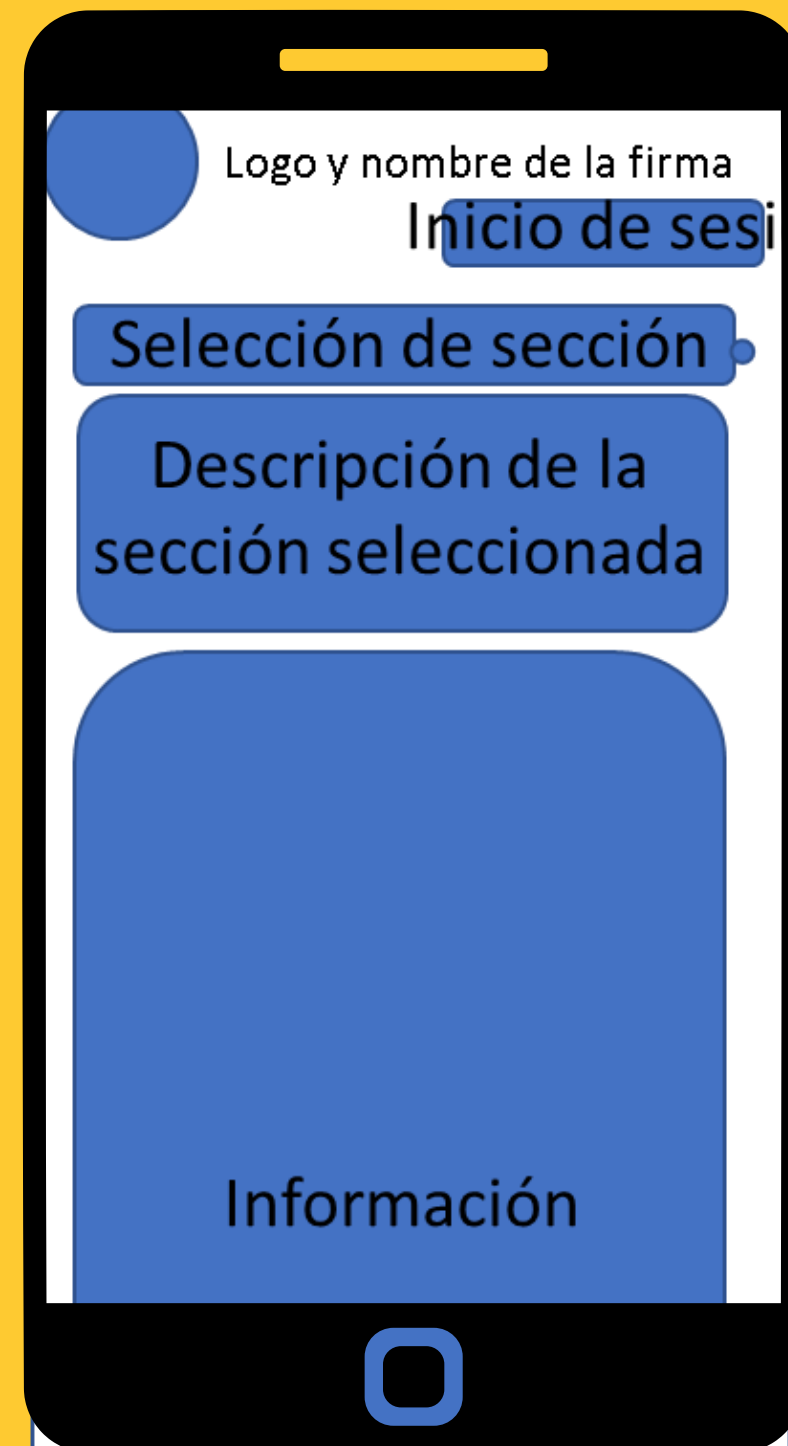 Logo y nombre de la firma
Inicio de sesi
Selección de sección
Descripción de la
sección seleccionada
Información